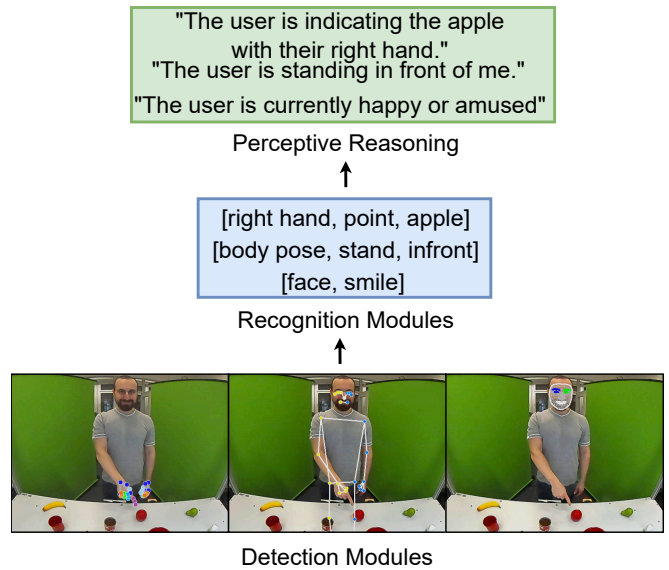 "The user is indicating the apple
with their right hand."
"The user is standing in front of me."
"The user is currently happy or amused"
Perceptive Reasoning
[right hand, point, apple]
[body pose, stand, infront]
[face, smile]
Recognition Modules
Detection Modules